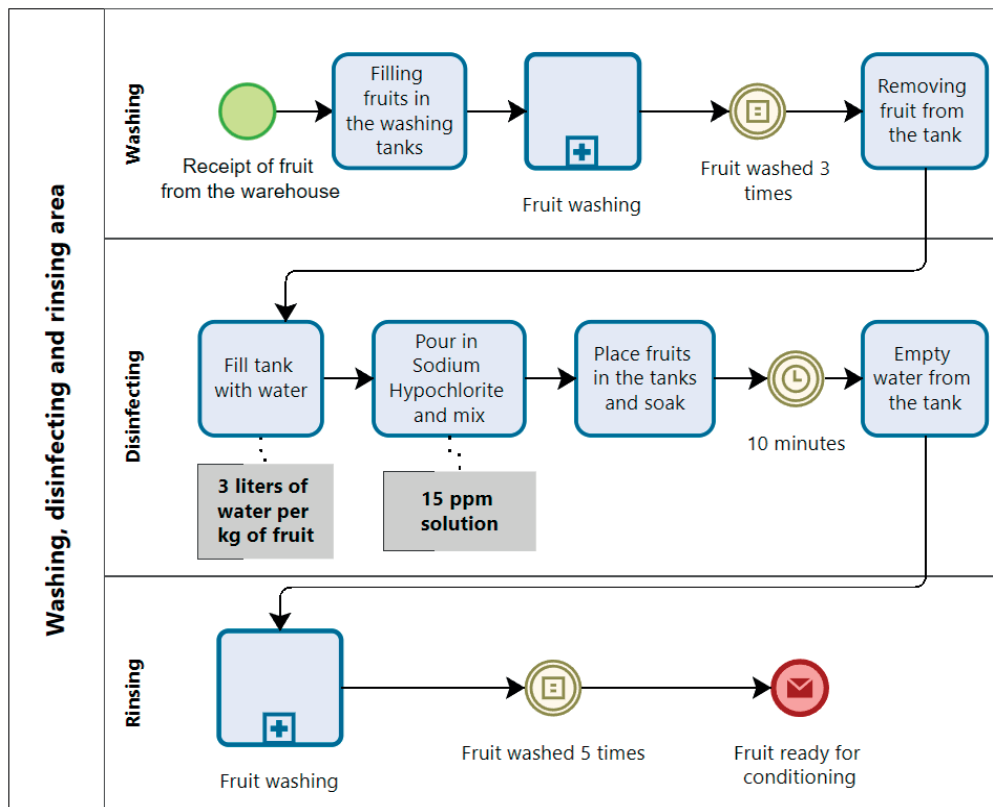 Washing, disinfecting and rinsing area
Washing
Receipt of fruit
from the warehouse
Filling
fruits in
the washing
tanks
Fruit washing
Fruit washed 3
times
Removing
fruit from
the tank
Disinfecting
Fill tank
with water
3 liters of
water per
kg of fruit
Pour in
Sodium
Hypochlorite
and mix
15 ppm
solution
Place fruits
in the tanks
and soak
10 minutes
Empty
water from
the tank
Rinsing
Fruit washing
Fruit washed 5 times
Fruit ready for
conditioning